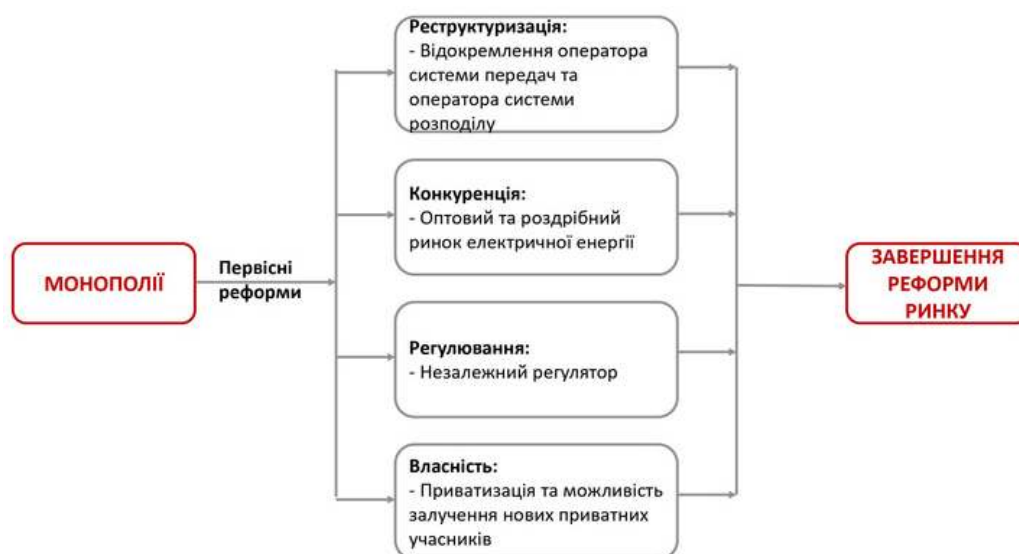 МОНОПОЛІЇ
Первісні
реформи
Реструктуризація:
- Відокремлення оператора
системи передач та
оператора системи
розподілу
Конкуренція:
- Оптовий та роздрібний
ринок електричної енергії
Регулювання:
- Незалежний регулятор
Власність:
- Приватизація та можливість
залучення нових приватних
учасників
ЗАВЕРШЕННЯ
РЕФОРМИ
РИНКУ